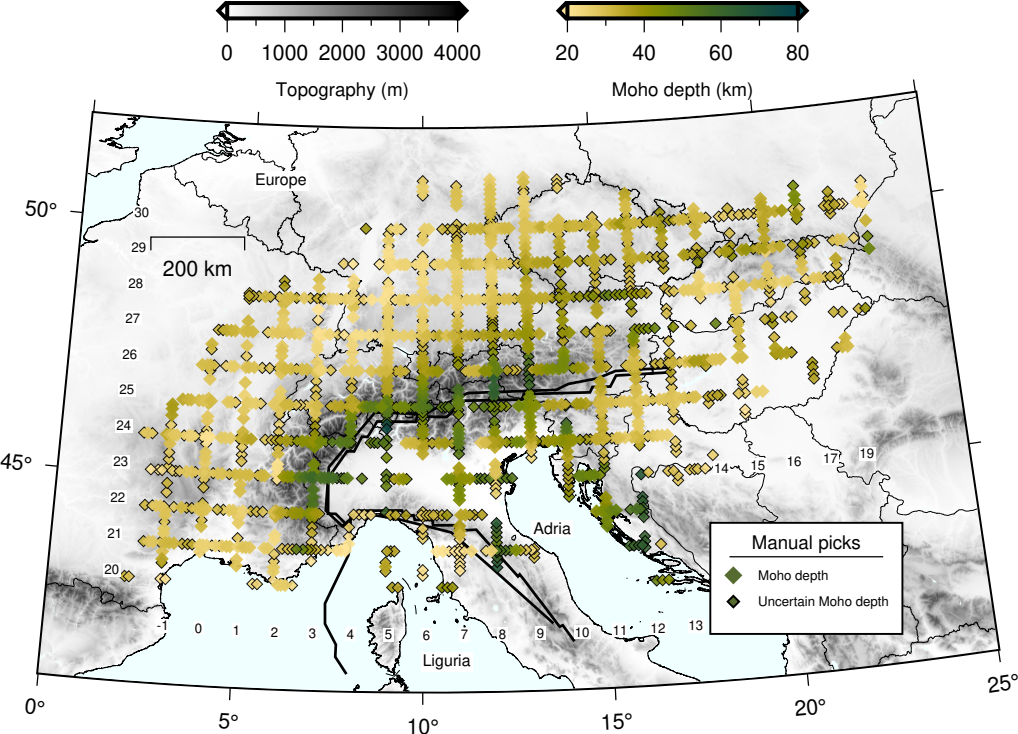 0 1000 2000 3000 4000
Topography (m)
20 40 60 80
Moho depth (km)
Europe
50°
30
29
200 km
28
27
26
25
24
45°
23
22
21
20
14 15 16 17 19
Adria
Manual picks
Moho depth
Uncertain Moho depth
-1 0 1 2 3 4 5 6 7 8 9 10 11 12 13
Liguria
0° 5° 10° 15° 20° 25°